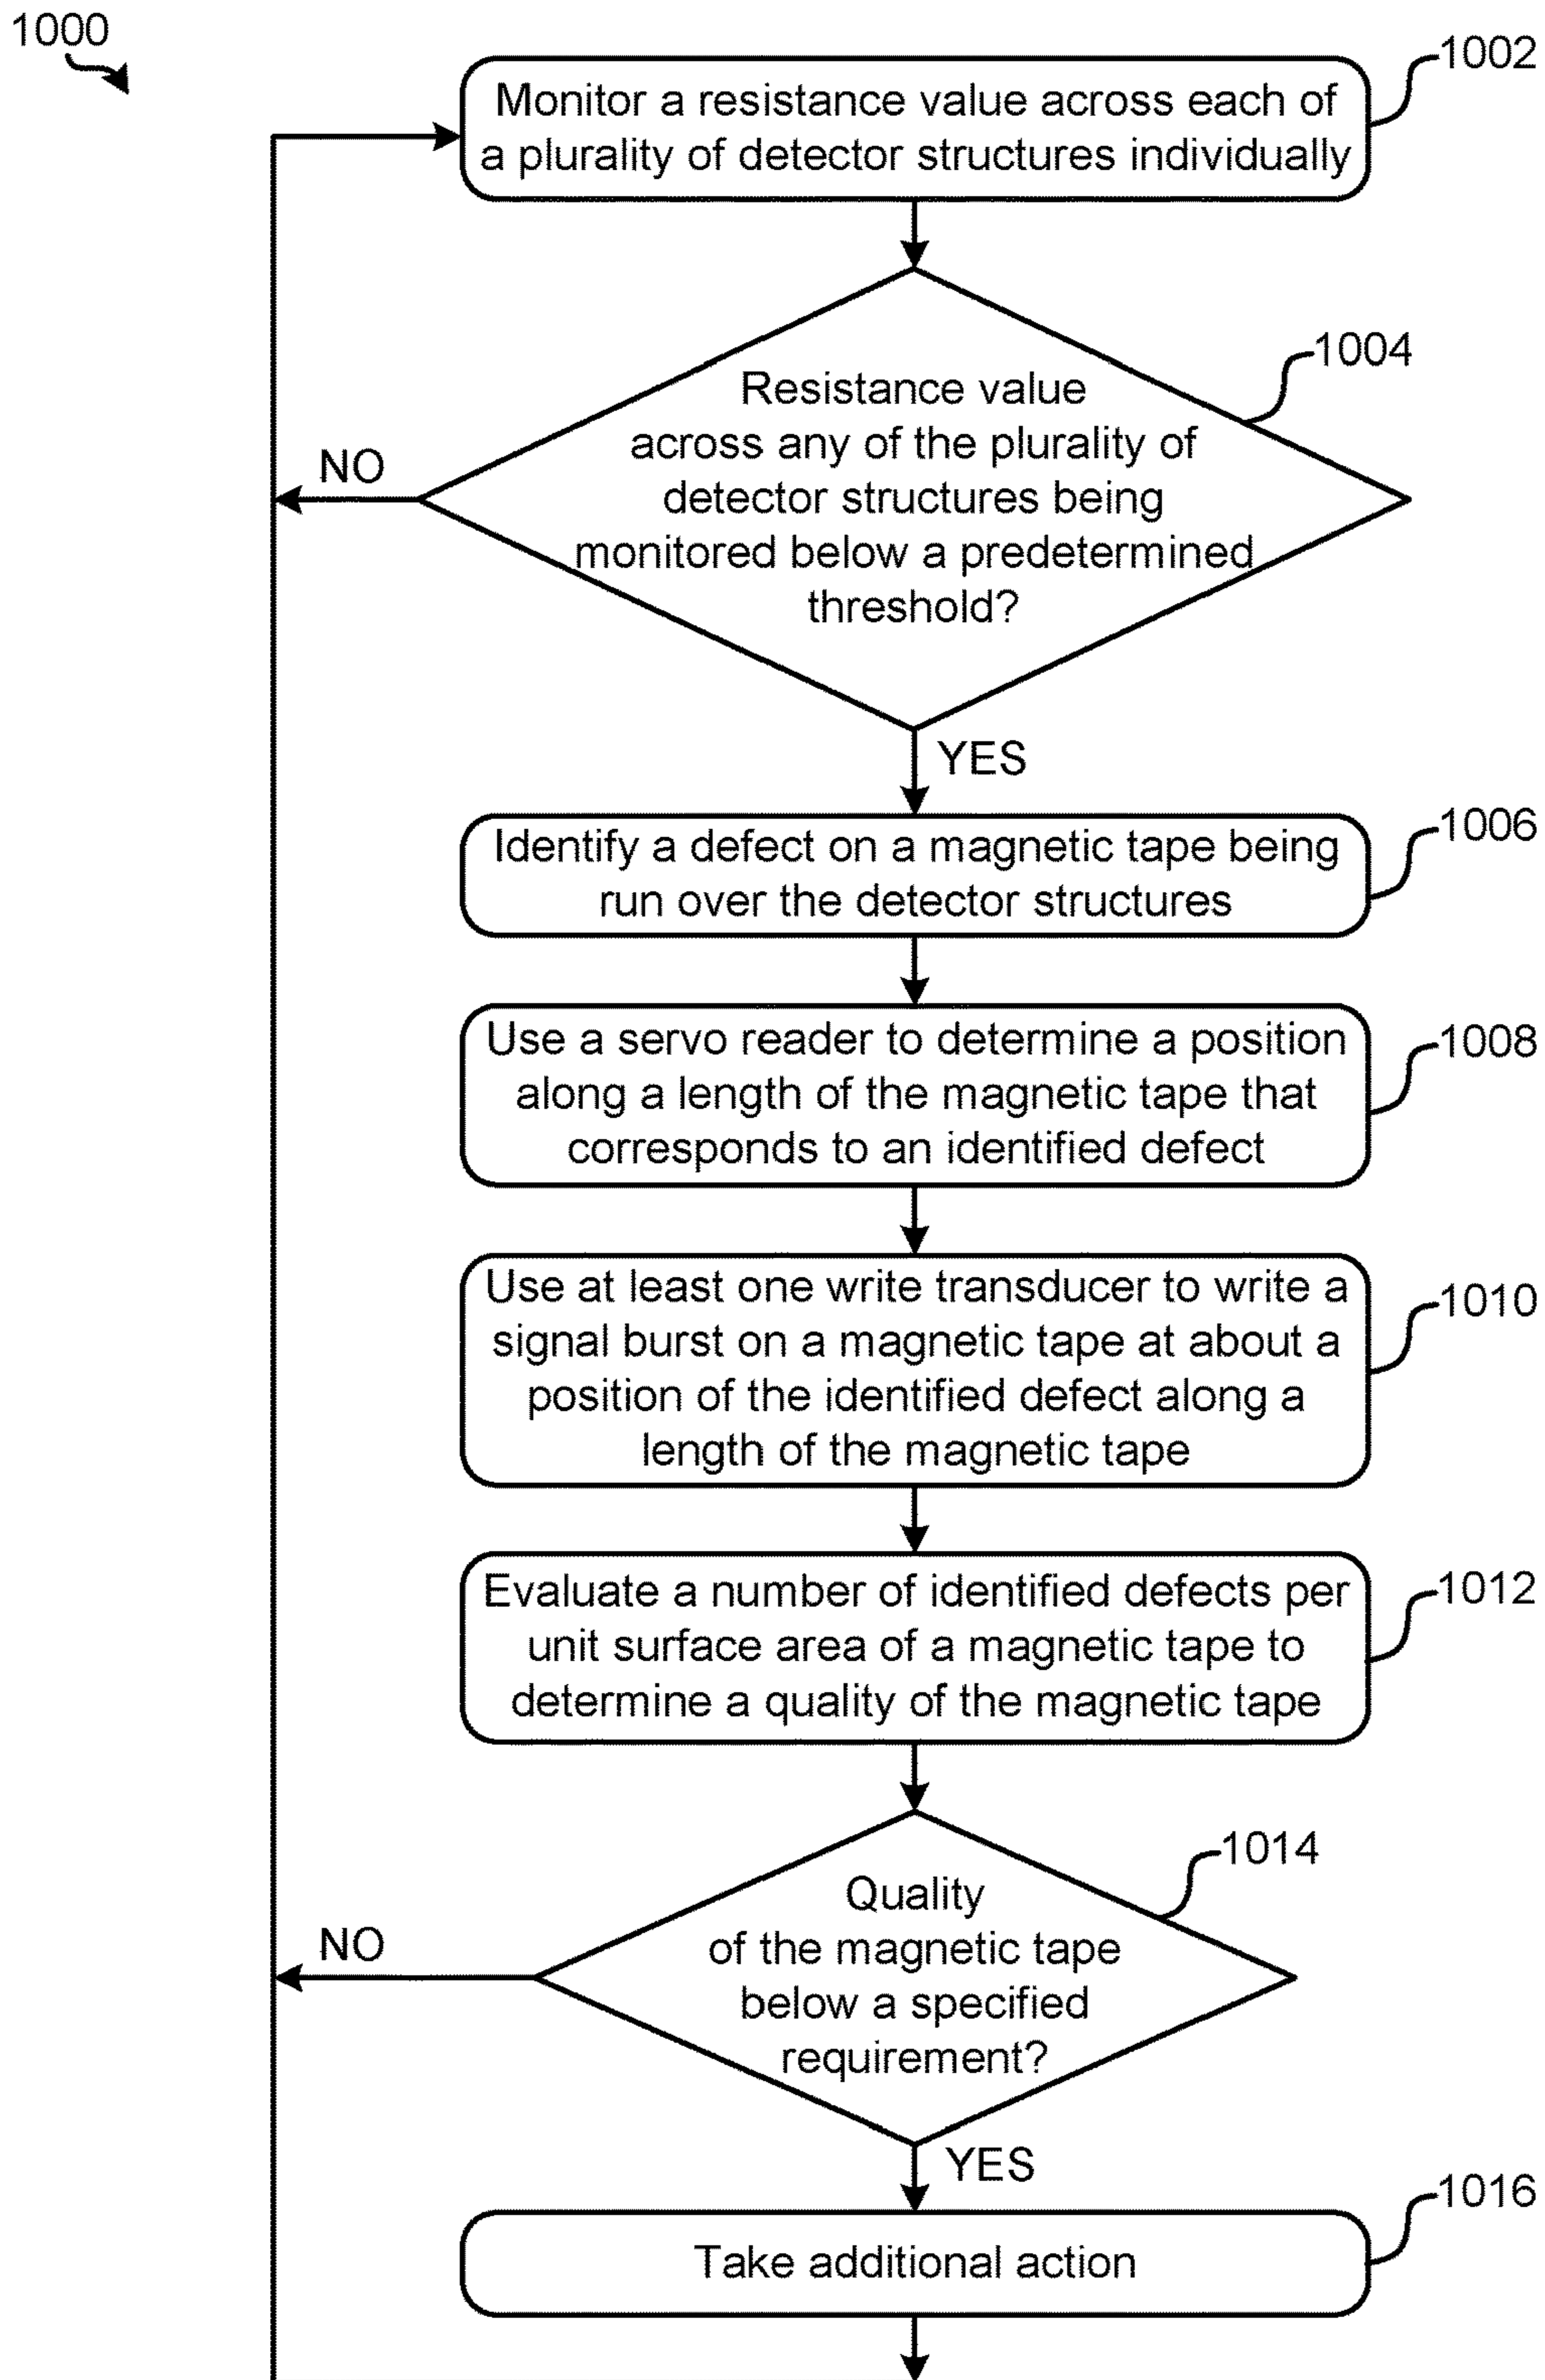 1000
1002
Monitor a resistance value across each of
a plurality of detector structures individually
1004
Resistance value
across any of the plurality of
detector structures being
monitored below a predetermined
threshold?
NO
YES
1006
Identify a defect on a magnetic tape being
run over the detector structures
1008
Use a servo reader to determine a position
along a length of the magnetic tape that
corresponds to an identified defect
1010
Use at least one write transducer to write a
signal burst on a magnetic tape at about a
position of the identified defect along a
length of the magnetic tape
1012
Evaluate a number of identified defects per
unit surface area of a magnetic tape to
determine a quality of the magnetic tape
1014
Quality
of the magnetic tape
below a specified
requirement?
NO
YES
1016
Take additional action